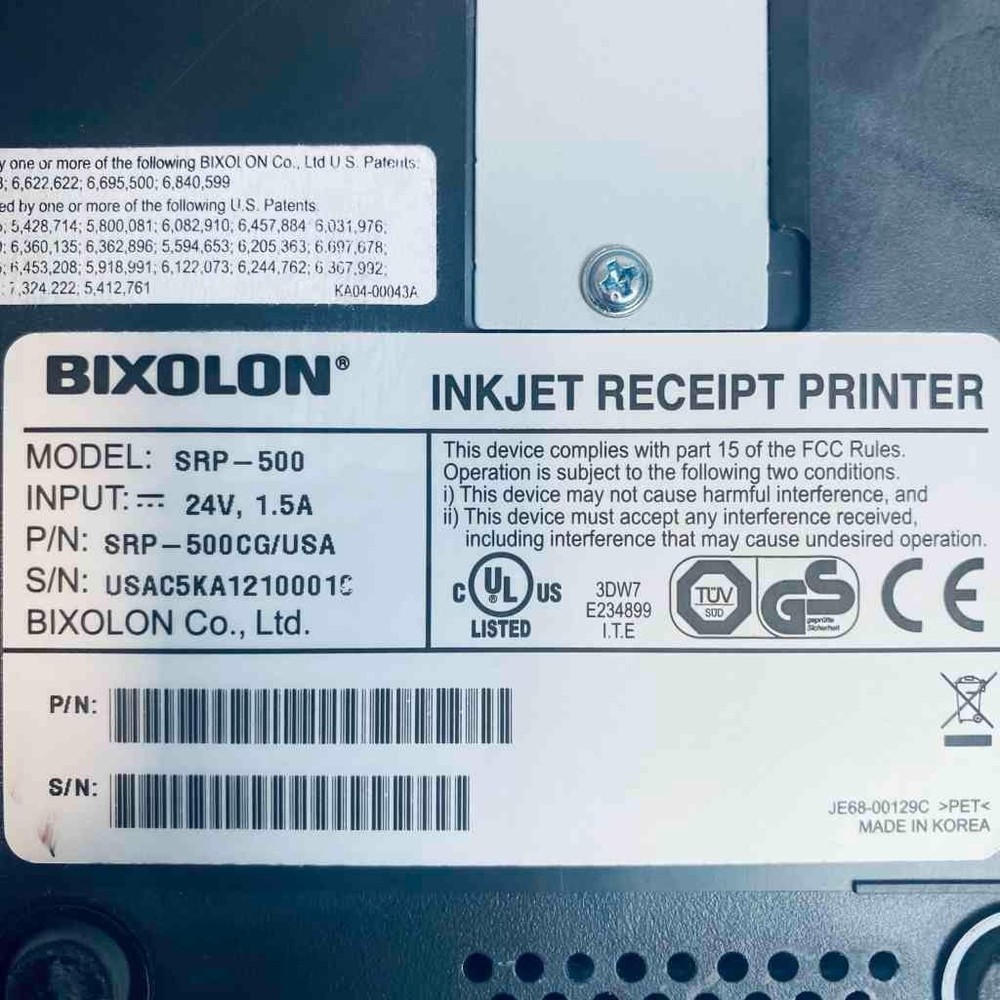 y one or more of the following BIXOLON Co., Ltd U S. Patents:
; 6,622,622; 6,695,500; 6,840,599
ed by one or more of the following U.S. Patents.
; 5,428,714; 5,800,081; 6,082,910; 6,457,884 6,031,976;
; 6,360,135; 6,362,896; 5,594,653; 6,205,363; 6,697,678;
; 6,453,208; 5,918,991; 6,122,073; 6,244,762; 6 367,992;
; 7,324,222; 5,412,761 KA04-00043A
BIXOLON®
INKJET RECEIPT PRINTER
MODEL: SRP-500
INPUT: ⎓ 24V, 1.5A
P/N: SRP-500CG/USA
S/N:
BIXOLON Co., Ltd.
This device complies with part 15 of the FCC Rules.
Operation is subject to the following two conditions.
i) This device may not cause harmful interference, and
ii) This device must accept any interference received,
including interference that may cause undesired operation.
C UL® US
LISTED
3DW7
E234899
I.T.E
TÜV
SÜD
GS
geprüfte
Sicherheit
CE
P/N:
S/N:
JE68-00129C >PET<
MADE IN KOREA